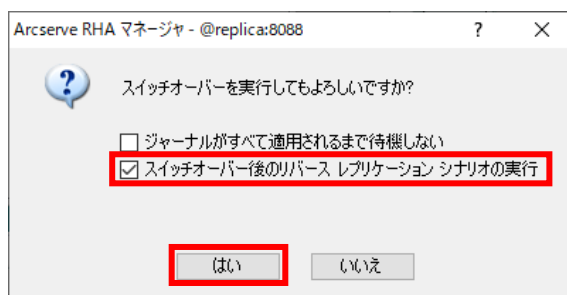 Arcserve RHA マネージャ - @replica:8088
スイッチオーバーを実行してもよろしいですか?
ジャーナルがすべて適用されるまで待機しない
スイッチオーバー後のリバース レプリケーション シナリオの実行
はい
いいえ